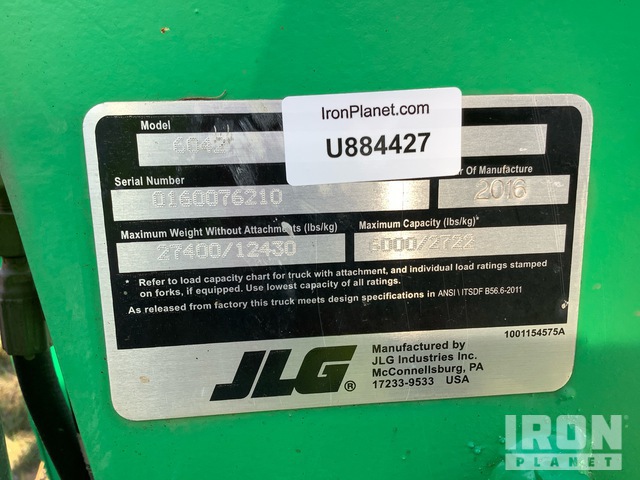 IronPlanet.com
U884427
Model
6042
Serial Number
0160076210
Of Manufacture
2016
Maximum Weight Without Attachments (lbs/kg)
27400/12430
Maximum Capacity (lbs/kg)*
6000/2722
* Refer to load capacity chart for truck with attachment, and individual load ratings stamped
on forks, if equipped. Use lowest capacity of all ratings.
As released from factory this truck meets design specifications in ANSI \ ITSDF B56.6-2011
1001154575A
JLG®
Manufactured by
JLG Industries Inc.
McConnellsburg, PA
17233-9533 USA
IRON
PLANET